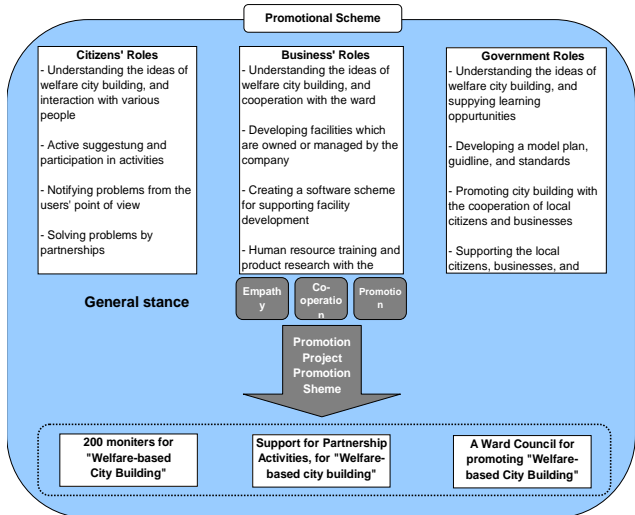 Promotional Scheme
Citizens' Roles
- Understanding the ideas of
welfare city building, and
interaction with various
people
- Active suggestung and
participation in activities
- Notifying problems from the
users' point of view
- Solving problems by
partnerships
Business' Roles
- Understanding the ideas of
welfare city building, and
cooperation with the ward
- Developing facilities which
are owned or managed by the
company
- Creating a software scheme
for supporting facility
development
- Human resource training and
product research with the
Government Roles
- Understanding the ideas of
welfare city building, and
suppying learning
oppurtunities
- Developing a model plan,
guidline, and standards
- Promoting city building with
the cooperation of local
citizens and businesses
- Supporting the local
citizens, businesses, and
General stance
Empath
y
Co-
operatio
n
Promotio
n
Promotion
Project
Promotion
Sheme
200 moniters for
"Welfare-based
City Building"
Support for Partnership
Activities, for "Welfare-
based city building"
A Ward Council for
promoting "Welfare-
based City Building"